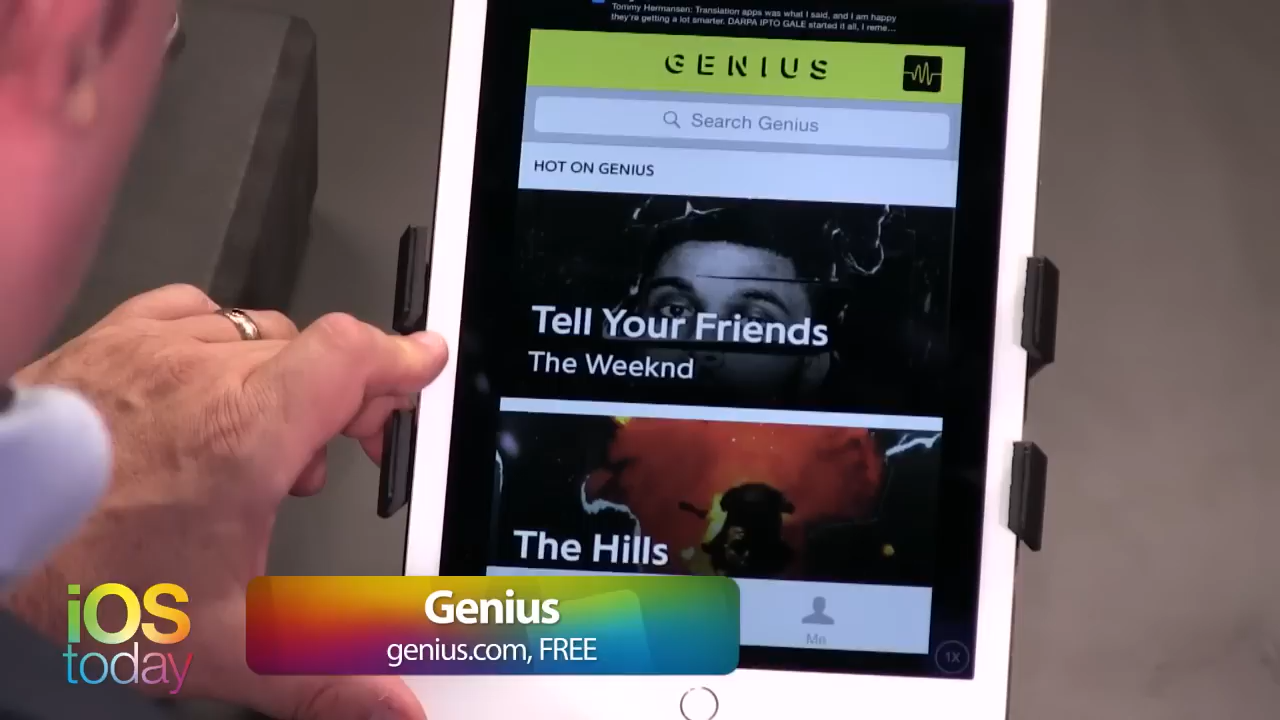 Tommy Hermansen: Translation apps was what I said, and I am happy
they're getting a lot smarter. DARPA IPTO GALE started it all, I reme...
GENIUS
Search Genius
HOT ON GENIUS
Tell Your Friends
The Weeknd
The Hills
Me
1X
iOS
today
Genius
genius.com, FREE